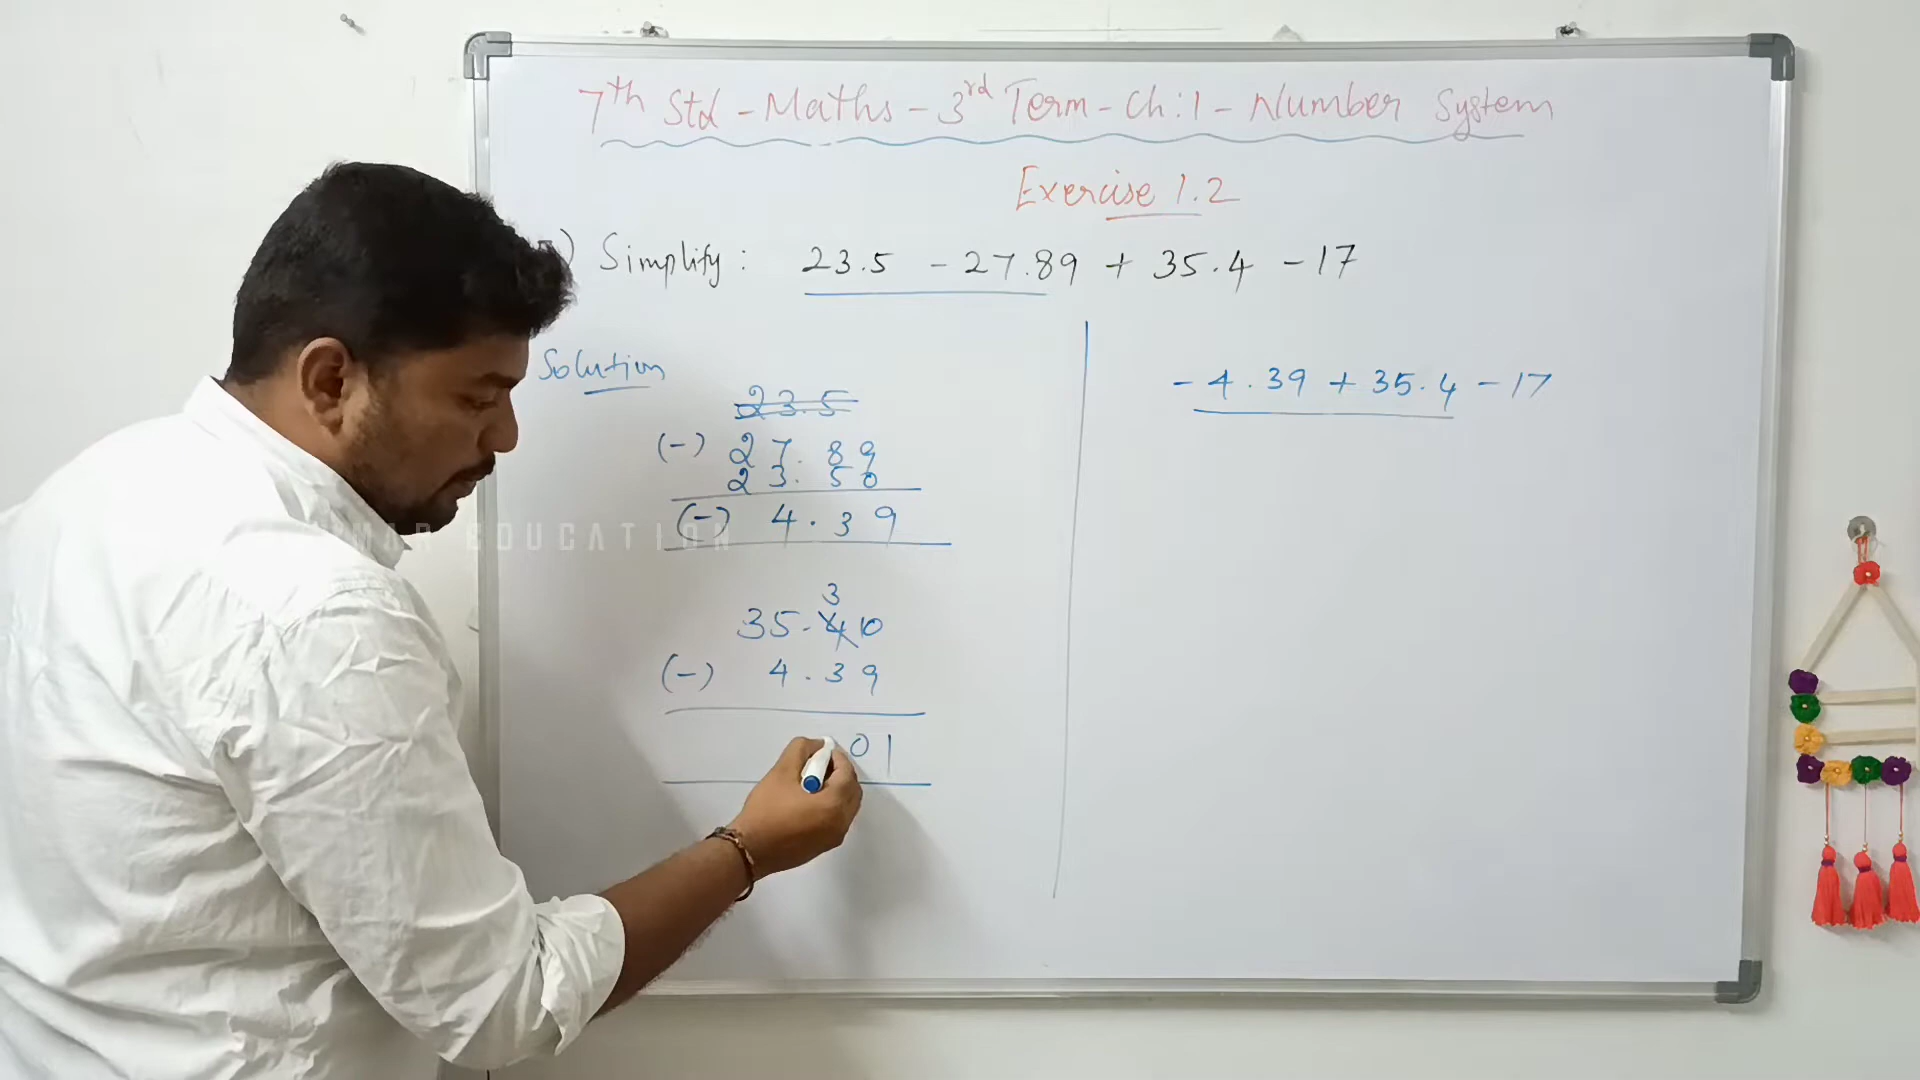 7th Std - Maths - 3rd Term - Ch:1 - Number System
Exercise 1.2
) Simplify : 23.5 - 27.89 + 35.4 - 17
Solution
23.5
(-) 27.89
23.50
(-) 4.39
3
35.410
(-) 4.39
01
- 4.39 + 35.4 - 17
EDUCATION